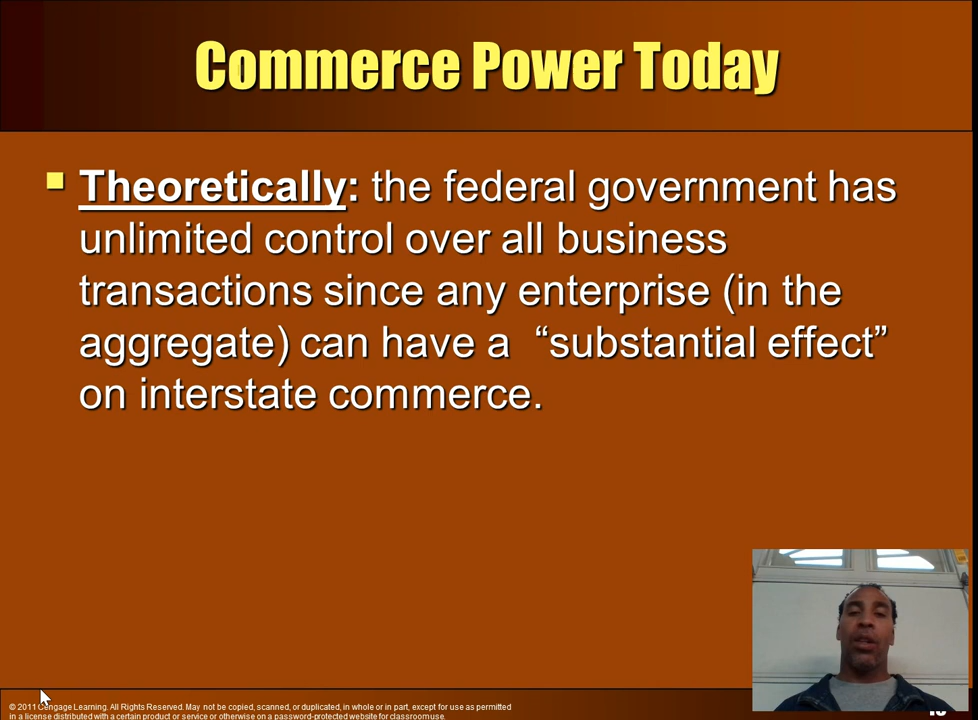 Commerce Power Today
Theoretically: the federal government has
unlimited control over all business
transactions since any enterprise (in the
aggregate) can have a “substantial effect”
on interstate commerce.
© 2011 Cengage Learning. All Rights Reserved. May not be copied, scanned, or duplicated, in whole or in part, except for use as permitted
in a license distributed with a certain product or service or otherwise on a password-protected website for classroom use.